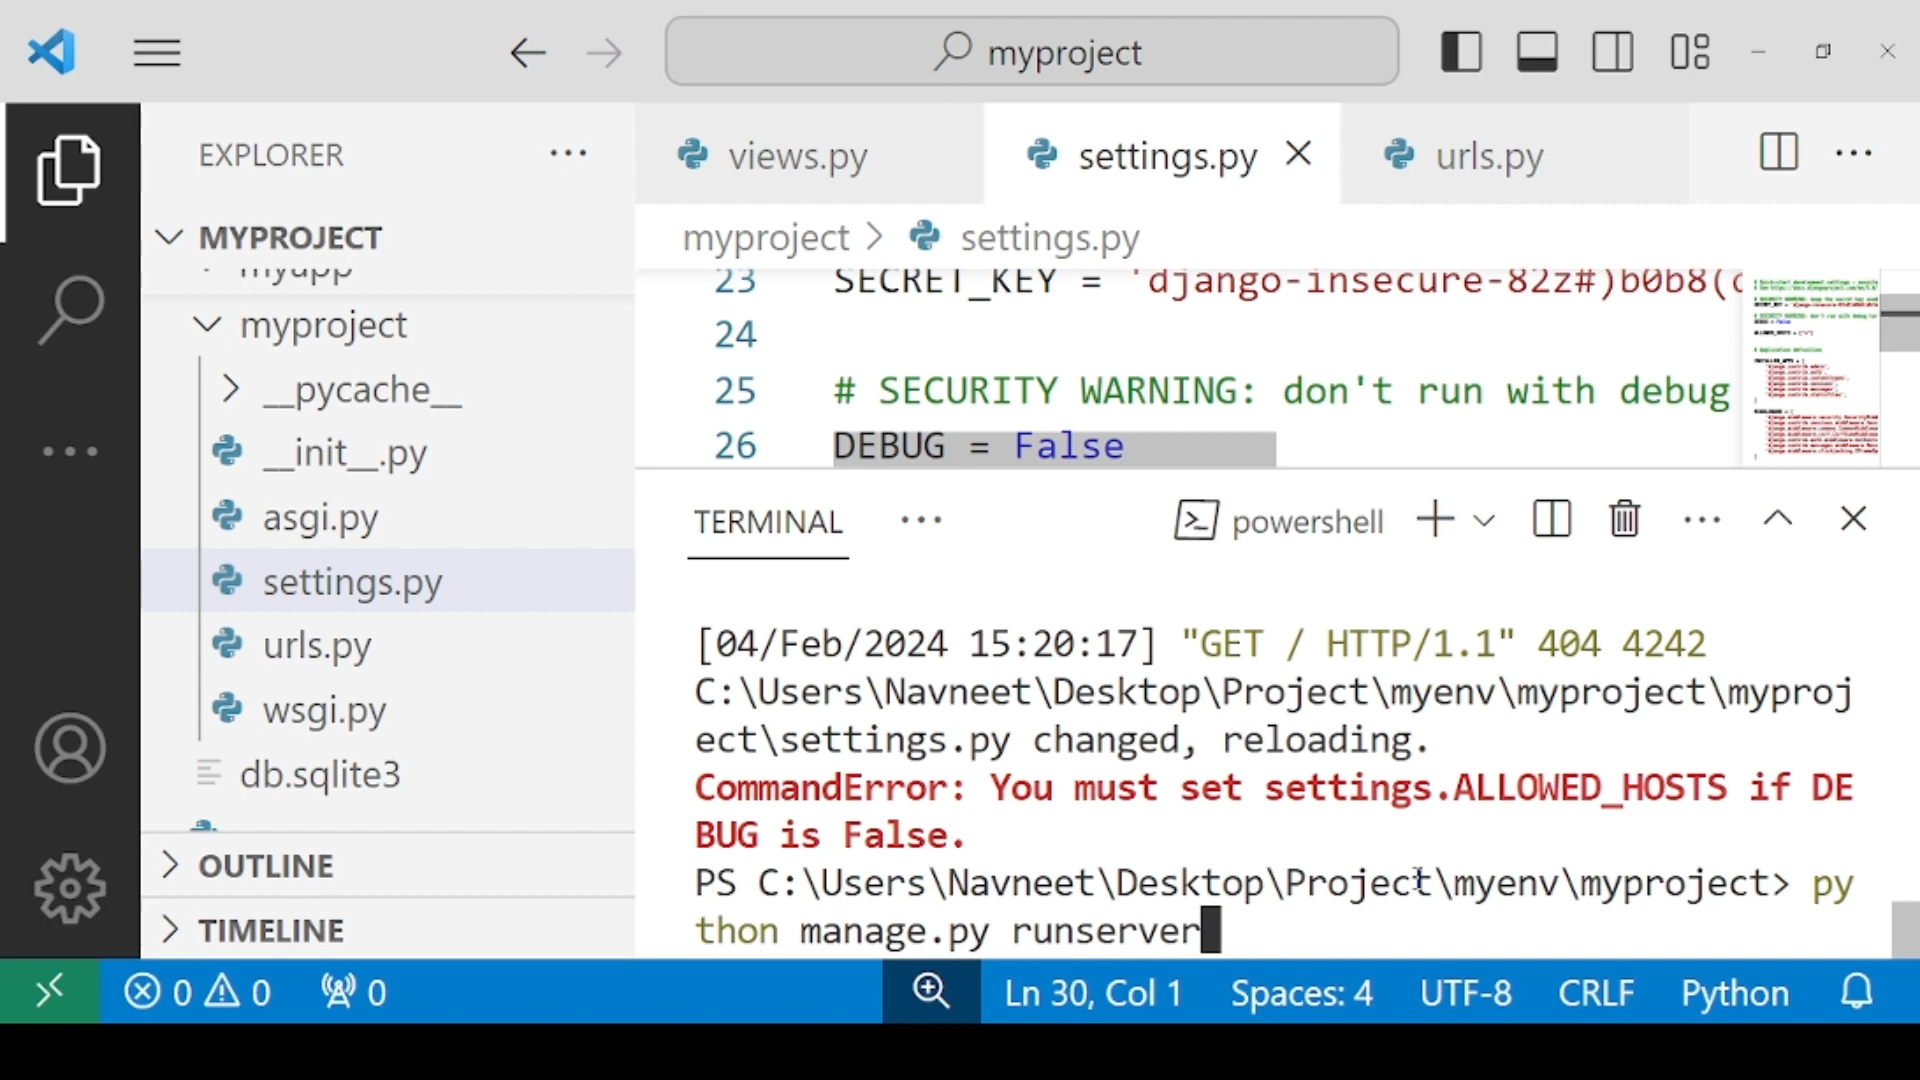 myproject
EXPLORER
views.py
settings.py
urls.py
MYPROJECT
myproject > settings.py
myapp
23 SECRET_KEY = 'django-insecure-82z#)b0b8(
myproject
24
__pycache__
25 # SECURITY WARNING: don't run with debug
__init__.py
26 DEBUG = False
asgi.py
TERMINAL
powershell
settings.py
urls.py
[04/Feb/2024 15:20:17] "GET / HTTP/1.1" 404 4242
wsgi.py
C:\Users\Navneet\Desktop\Project\myenv\myproject\myproj
ect\settings.py changed, reloading.
db.sqlite3
CommandError: You must set settings.ALLOWED_HOSTS if DE
BUG is False.
OUTLINE
PS C:\Users\Navneet\Desktop\Project\myenv\myproject> py
TIMELINE
thon manage.py runserver
0 0 0 Ln 30, Col 1 Spaces: 4 UTF-8 CRLF Python